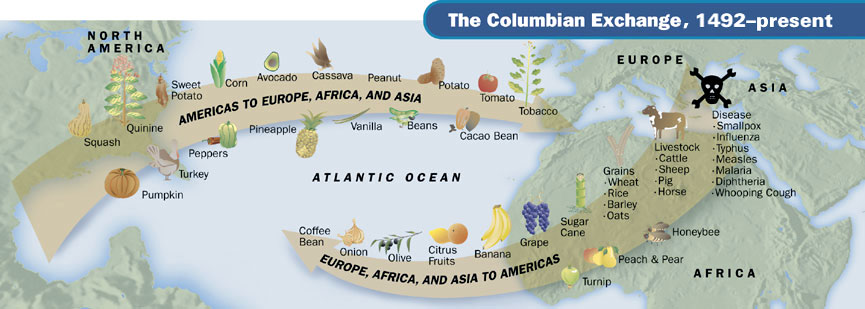 The Columbian Exchange, 1492–present
NORTH
AMERICA
EUROPE
ASIA
AMERICAS TO EUROPE, AFRICA, AND ASIA
Squash
Quinine
Sweet
Potato
Corn
Avocado
Cassava
Peanut
Potato
Tomato
Tobacco
Pumpkin
Turkey
Peppers
Pineapple
Vanilla
Beans
Cacao Bean
ATLANTIC OCEAN
Disease
· Smallpox
· Influenza
· Typhus
· Measles
· Malaria
· Diphtheria
· Whooping Cough
Livestock
· Cattle
· Sheep
· Pig
· Horse
Grains
· Wheat
· Rice
· Barley
· Oats
Coffee
Bean
Onion
Olive
Citrus
Fruits
Banana
Grape
Sugar
Cane
Honeybee
Peach & Pear
Turnip
EUROPE, AFRICA, AND ASIA TO AMERICAS
AFRICA